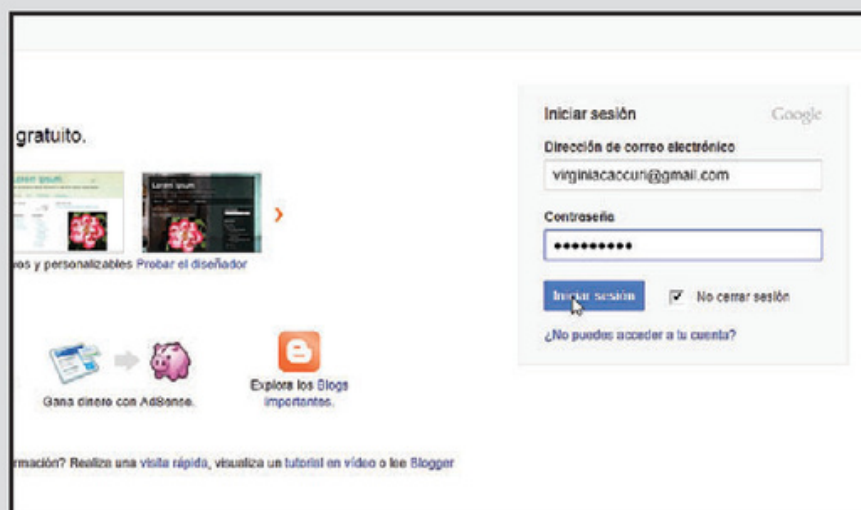 gratuito.
Lorem Ipsum
Lorem Ipsum
vos y personalizables Probar el diseñador
Gana dinero con AdSense.
Explora los Blogs
importantes.
rmación? Realiza una visita rápida, visualiza un tutorial en vídeo o lee Blogger
Iniciar sesión Google
Dirección de correo electrónico
virginiacaccuri@gmail.com
Contraseña
•••••••••
Iniciar sesión No cerrar sesión
¿No puedes acceder a tu cuenta?